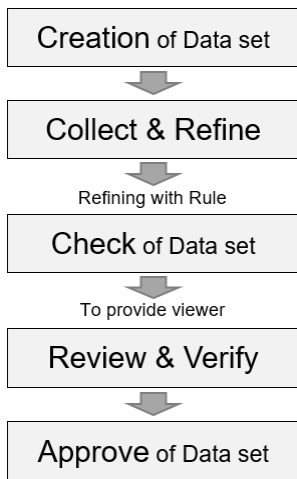 Creation of Data set
Collect & Refine
Refining with Rule
Check of Data set
To provide viewer
Review & Verify
Approve of Data set